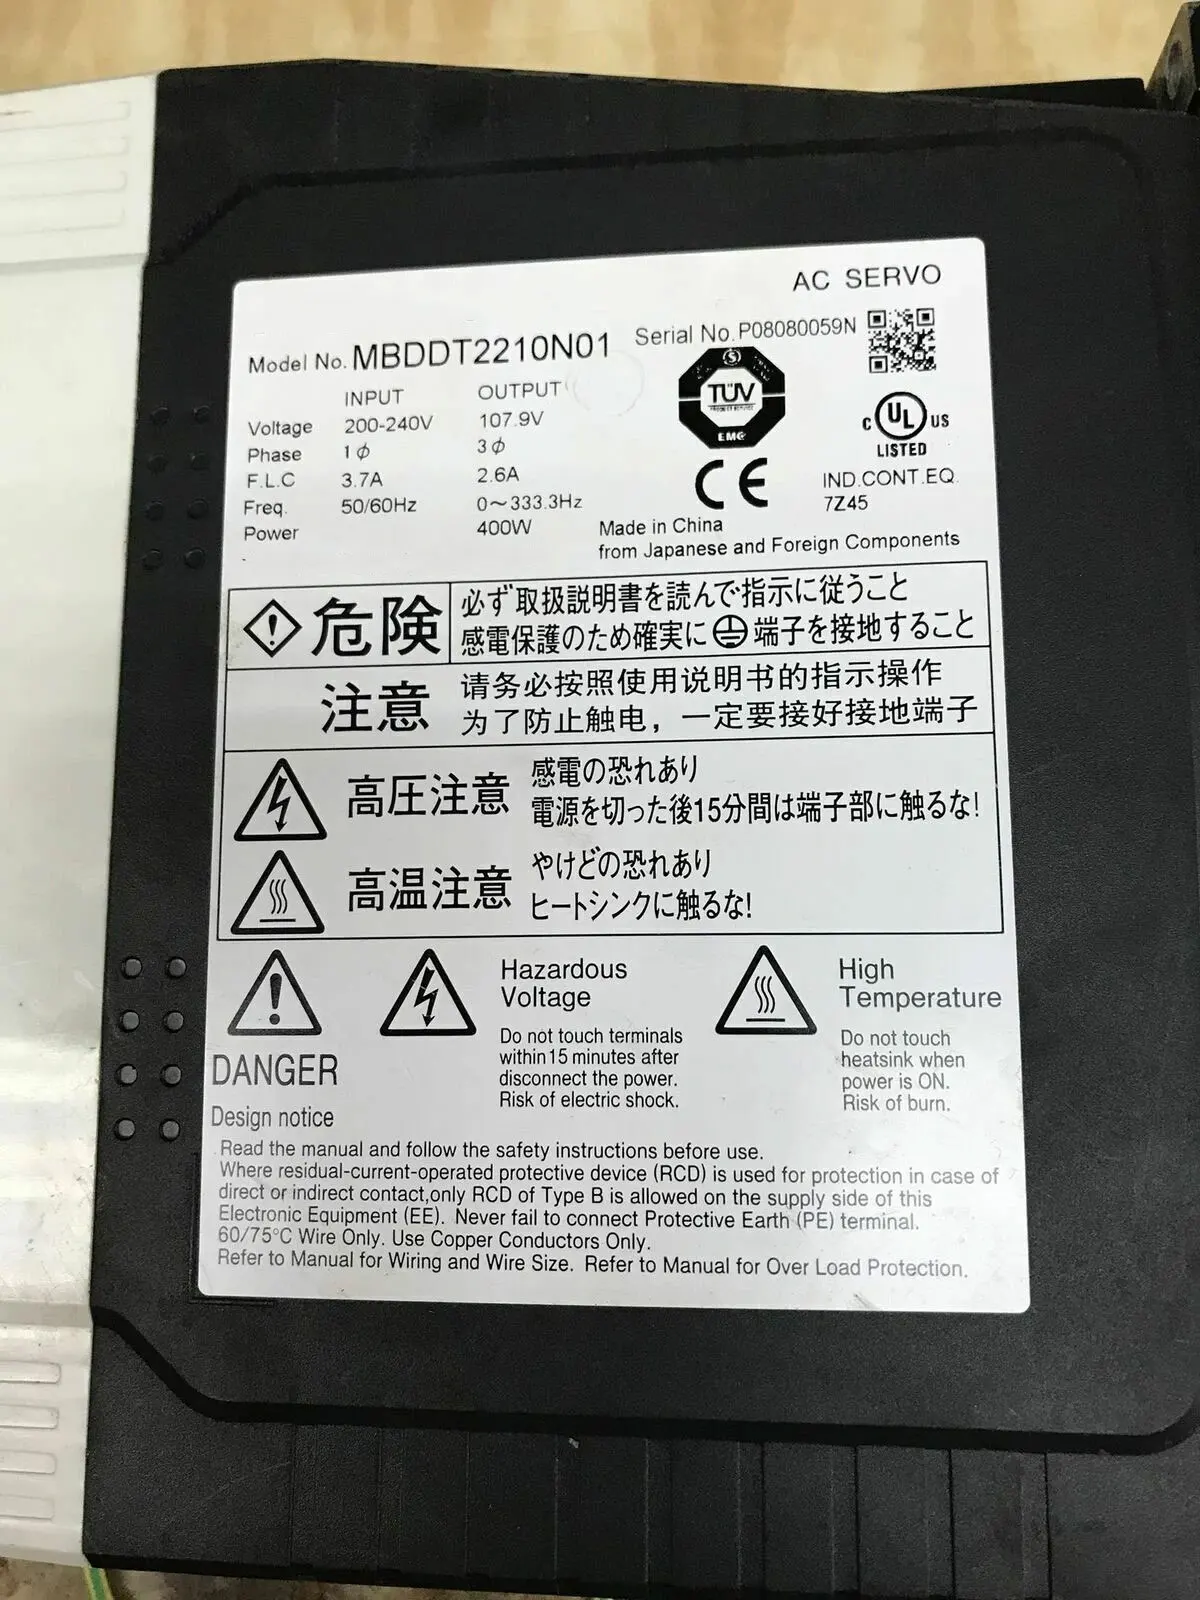 AC SERVO
Model No. MBDDT2210N01 Serial No. P08080059N
INPUT OUTPUT
Voltage 200-240V 107.9V
Phase 1ϕ 3ϕ
F.L.C 3.7A 2.6A
Freq. 50/60Hz 0～333.3Hz
Power 400W
TÜV
PRODUCT SERVICE
EMC
CE
C UL US
LISTED
IND.CONT.EQ.
7Z45
Made in China
from Japanese and Foreign Components
危険
必ず取扱説明書を読んで指示に従うこと
感電保護のため確実に端子を接地すること
注意
请务必按照使用说明书的指示操作
为了防止触电，一定要接好接地端子
高圧注意
感電の恐れあり
電源を切った後15分間は端子部に触るな!
高温注意
やけどの恐れあり
ヒートシンクに触るな!
DANGER
Hazardous
Voltage
Do not touch terminals
within 15 minutes after
disconnect the power.
Risk of electric shock.
High
Temperature
Do not touch
heatsink when
power is ON.
Risk of burn.
Design notice
Read the manual and follow the safety instructions before use.
Where residual-current-operated protective device (RCD) is used for protection in case of
direct or indirect contact,only RCD of Type B is allowed on the supply side of this
Electronic Equipment (EE). Never fail to connect Protective Earth (PE) terminal.
60/75°C Wire Only. Use Copper Conductors Only.
Refer to Manual for Wiring and Wire Size. Refer to Manual for Over Load Protection.